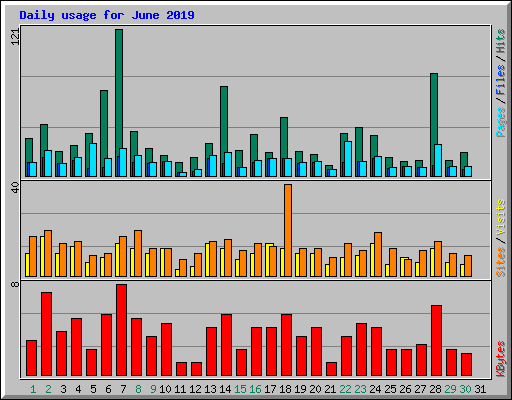 Daily usage for June 2019
121
Pages / Files / Hits
40
Sites / Visits
8
KBytes
1 2 3 4 5 6 7 8 9 10 11 12 13 14 15 16 17 18 19 20 21 22 23 24 25 26 27 28 29 30 31